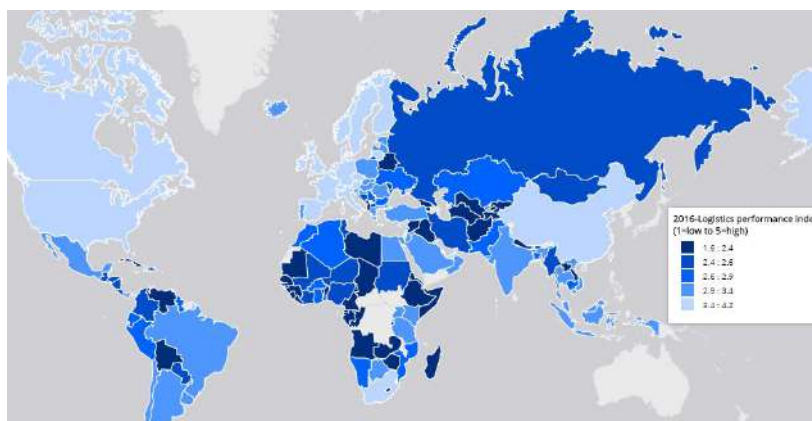 2016-Logistics performance inde
(1=low to 5=high)
1.6 : 2.4
2.4 : 2.6
2.6 : 2.9
2.9 : 3.4
3.4 : 4.2